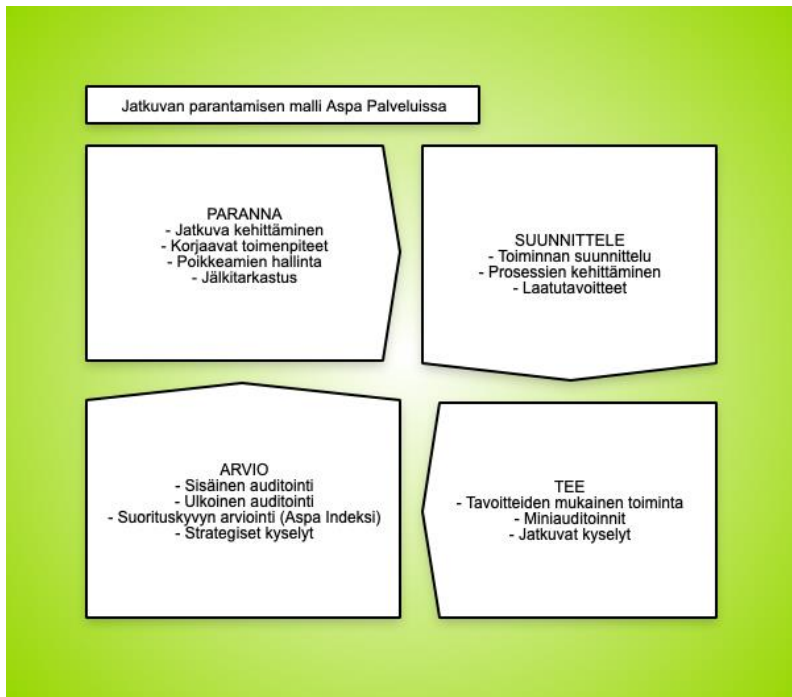 Jatkuvan parantamisen malli Aspa Palveluissa
PARANNA
- Jatkuva kehittäminen
- Korjaavat toimenpiteet
- Poikkeamien hallinta
- Jälkitarkastus
SUUNNITTELE
- Toiminnan suunnittelu
- Prosessien kehittäminen
- Laatutavoitteet
ARVIO
- Sisäinen auditointi
- Ulkoinen auditointi
- Suorituskyvyn arviointi (Aspa Indeksi)
- Strategiset kyselyt
TEE
- Tavoitteiden mukainen toiminta
- Miniauditoinnit
- Jatkuvat kyselyt